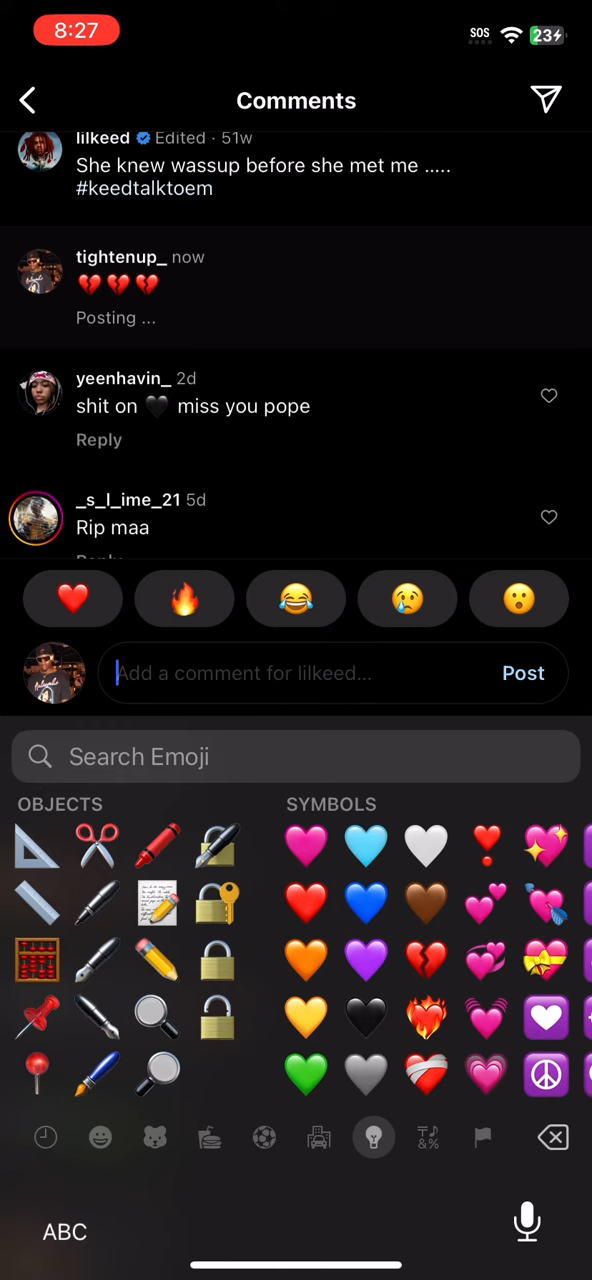 8:27
SOS
23
Comments
lilkeed Edited · 51w
She knew wassup before she met me .....
#keedtalktoem
tightenup_ now
💔💔💔
Posting ...
yeenhavin_ 2d
shit on 🖤 miss you pope
Reply
_s_l_ime_21 5d
Rip maa
Reply
Add a comment for lilkeed...
Post
Search Emoji
OBJECTS
SYMBOLS
ABC